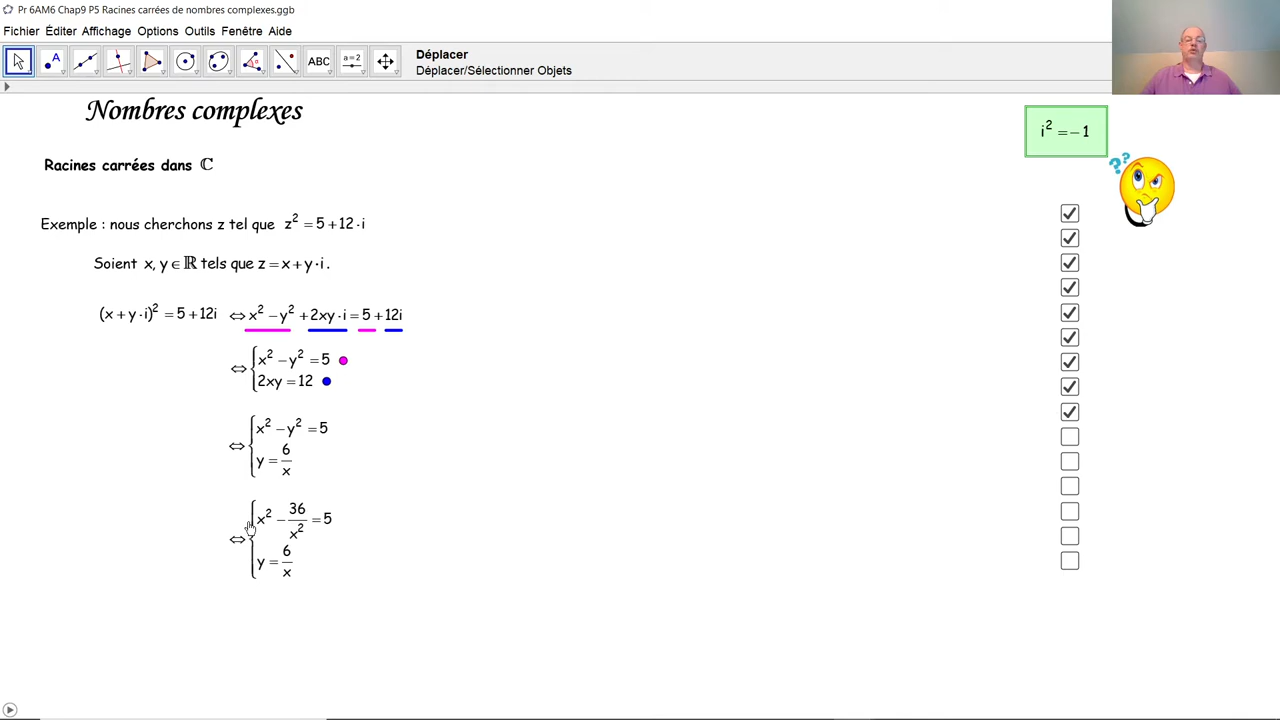 Pr 6AM6 Chap9 P5 Racines carrées de nombres complexes.ggb
Fichier Éditer Affichage Options Outils Fenêtre Aide
A ABC a=2
Déplacer
Déplacer/Sélectionner Objets
Nombres complexes
i² = −1
??
Racines carrées dans ℂ
Exemple : nous cherchons z tel que z² = 5 + 12 · i
Soient x, y ∈ ℝ tels que z = x + y · i .
(x + y · i)² = 5 + 12i ⇔ x² − y² + 2xy · i = 5 + 12i
⇔ { x² − y² = 5
2xy = 12
⇔ { x² − y² = 5
y = 6/x
⇔ { x² − 36/x² = 5
y = 6/x